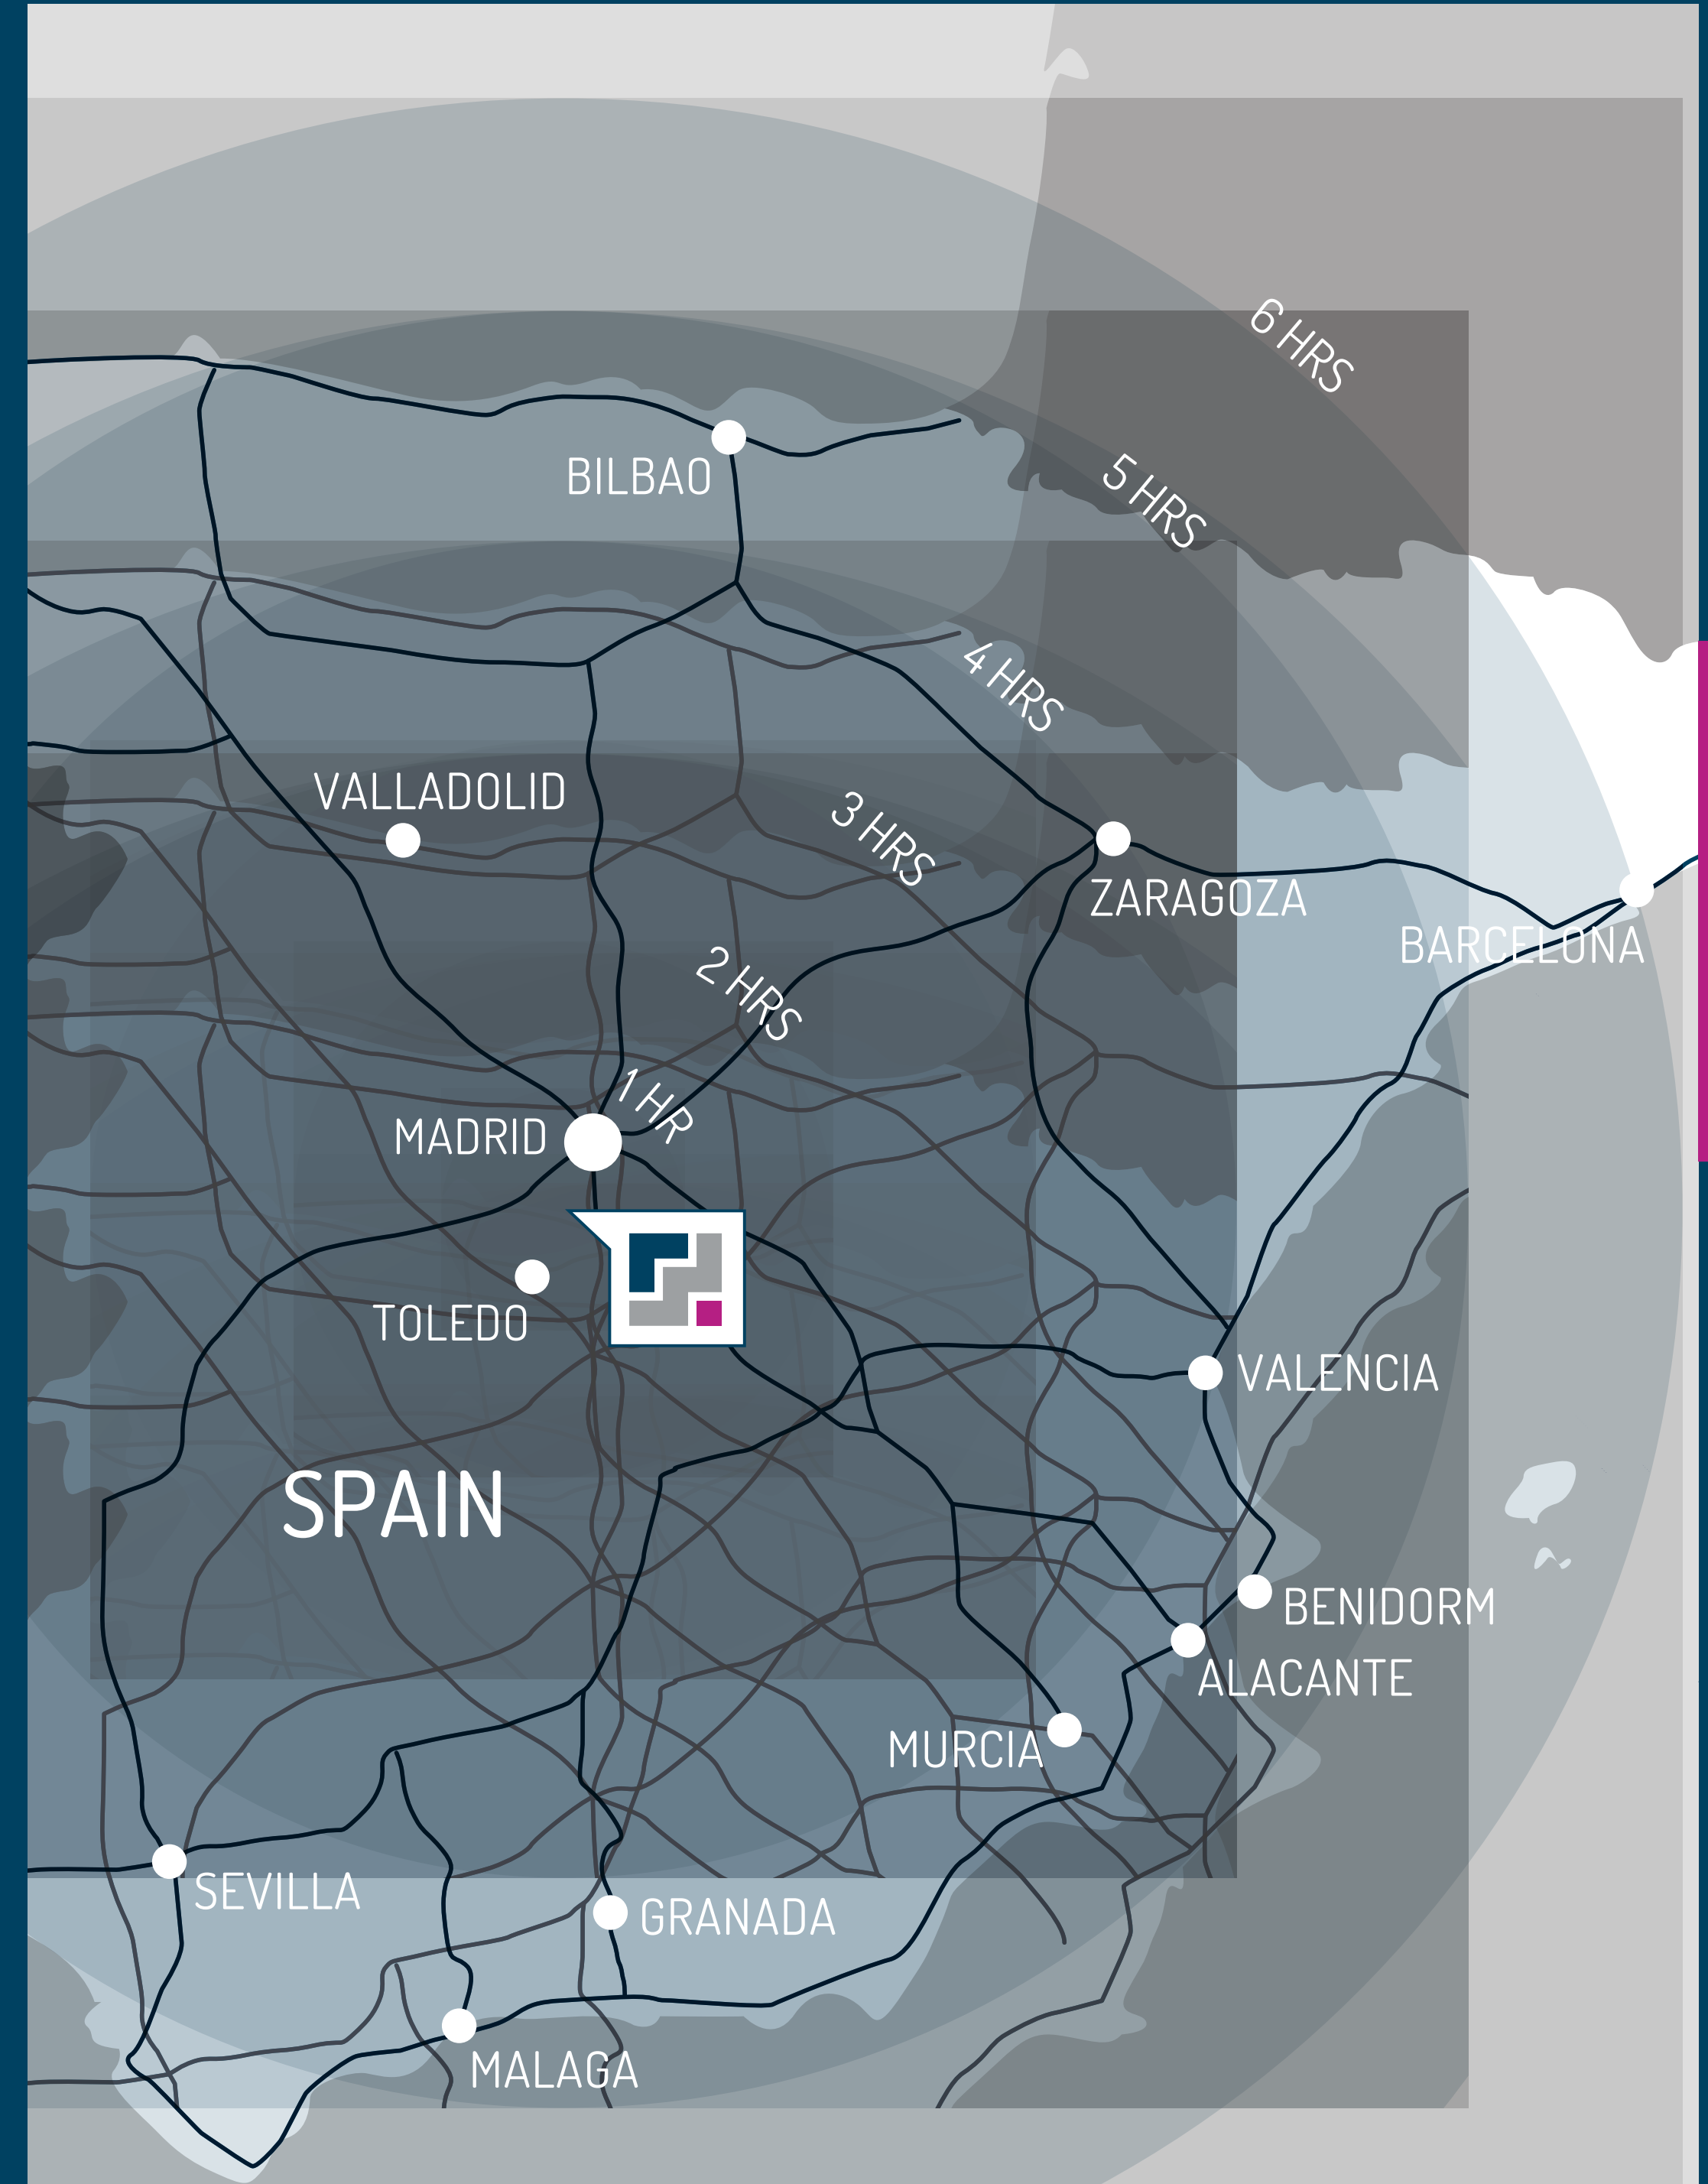 6 HRS
BILBAO
5 HRS
4 HRS
VALLADOLID
3 HRS
ZARAGOZA
BARCELONA
2 HRS
1 HR
MADRID
TOLEDO
VALENCIA
SPAIN
BENIDORM
ALACANTE
MURCIA
SEVILLA
GRANADA
MALAGA